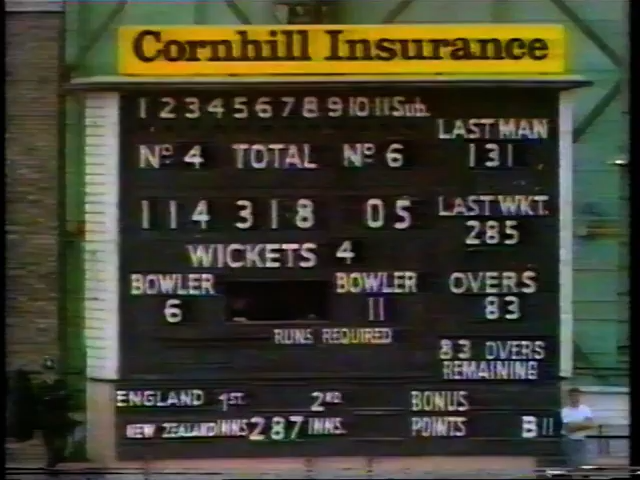 Cornhill Insurance
1 2 3 4 5 6 7 8 9 10 11 Sub.
LAST MAN
Nº 4 TOTAL Nº 6 131
114 318 05 LAST WKT.
285
WICKETS 4
BOWLER BOWLER OVERS
6 11 83
RUNS REQUIRED
83 OVERS
REMAINING
ENGLAND 1ST. 2ND. BONUS
NEW ZEALAND INNS 287 INNS. POINTS B 11